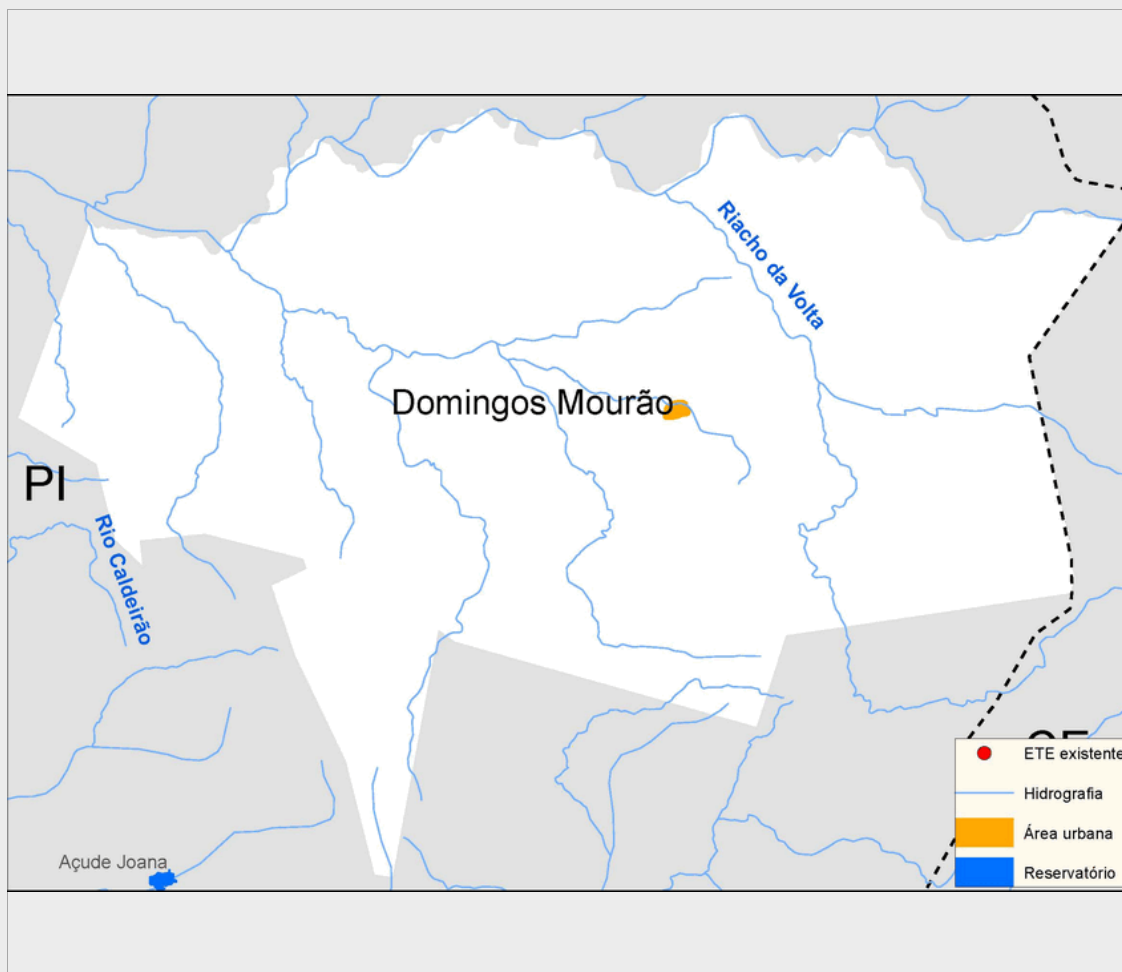 Riacho da Volta
Domingos Mourão
PI
Rio Caldeirão
Açude Joana
ETE existente
Hidrografia
Área urbana
Reservatório